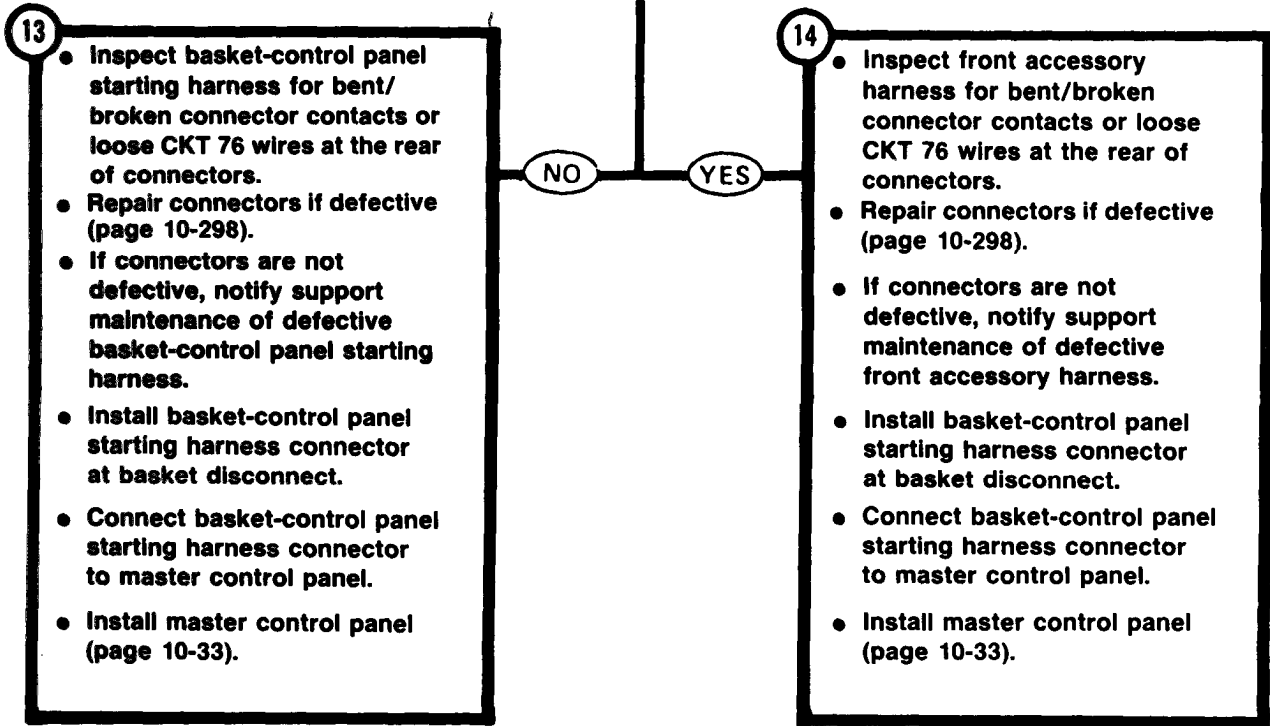 13
● Inspect basket-control panel
starting harness for bent/
broken connector contacts or
loose CKT 76 wires at the rear
of connectors.
● Repair connectors if defective
(page 10-298).
● If connectors are not
defective, notify support
maintenance of defective
basket-control panel starting
harness.
● Install basket-control panel
starting harness connector
at basket disconnect.
● Connect basket-control panel
starting harness connector
to master control panel.
● Install master control panel
(page 10-33).
NO
YES
14
● Inspect front accessory
harness for bent/broken
connector contacts or loose
CKT 76 wires at the rear of
connectors.
● Repair connectors if defective
(page 10-298).
● If connectors are not
defective, notify support
maintenance of defective
front accessory harness.
● Install basket-control panel
starting harness connector
at basket disconnect.
● Connect basket-control panel
starting harness connector
to master control panel.
● Install master control panel
(page 10-33).